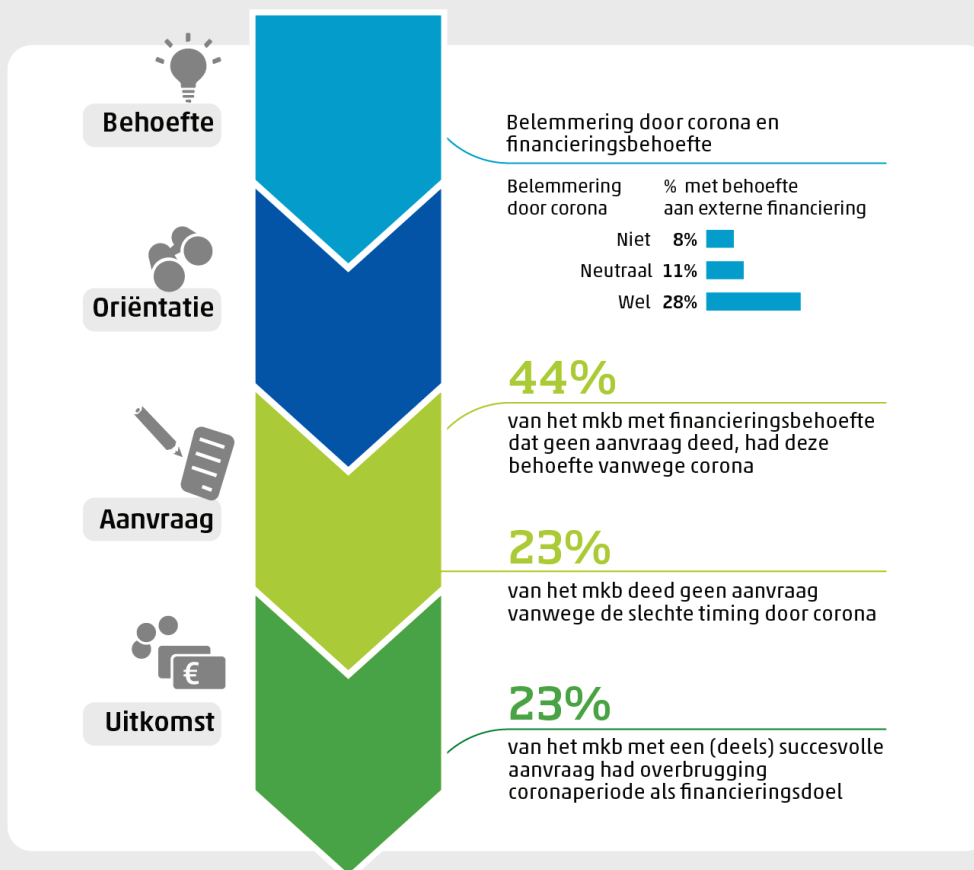 Behoefte
Belemmering door corona en
financieringsbehoefte
Belemmering
door corona
% met behoefte
aan externe financiering
Niet 8%
Neutraal 11%
Wel 28%
Oriëntatie
44%
van het mkb met financieringsbehoefte
dat geen aanvraag deed, had deze
behoefte vanwege corona
Aanvraag
23%
van het mkb deed geen aanvraag
vanwege de slechte timing door corona
€
Uitkomst
23%
van het mkb met een (deels) succesvolle
aanvraag had overbrugging
coronaperiode als financieringsdoel